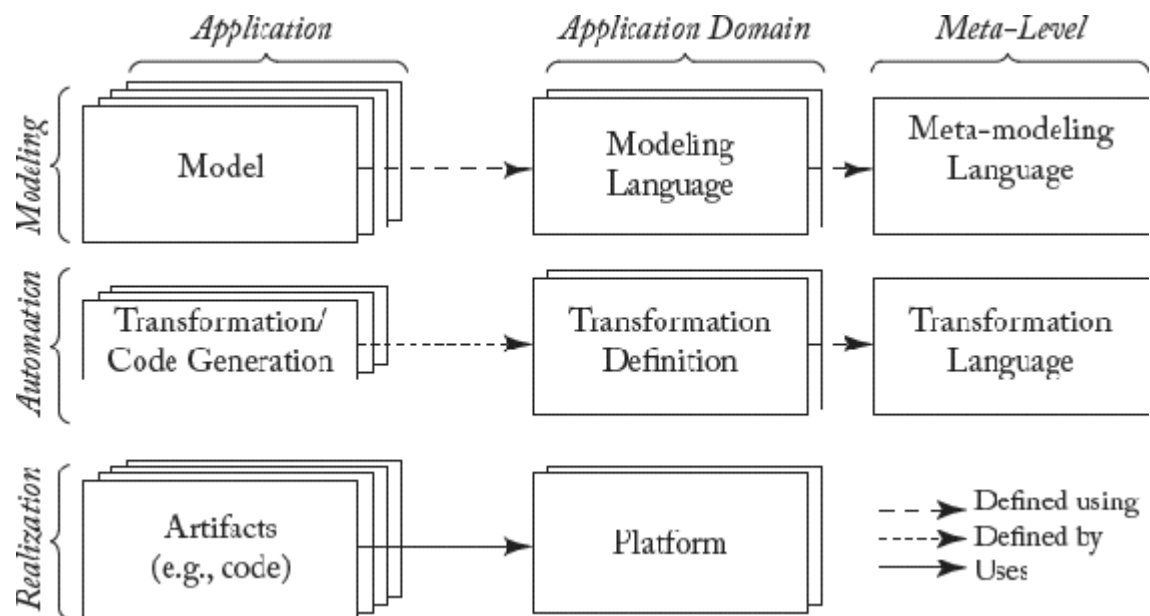 Application
Application Domain
Meta-Level
Modeling
Model
Modeling
Language
Meta-modeling
Language
Automation
Transformation/
Code Generation
Transformation
Definition
Transformation
Language
Realization
Artifacts
(e.g., code)
Platform
Defined using
Defined by
Uses